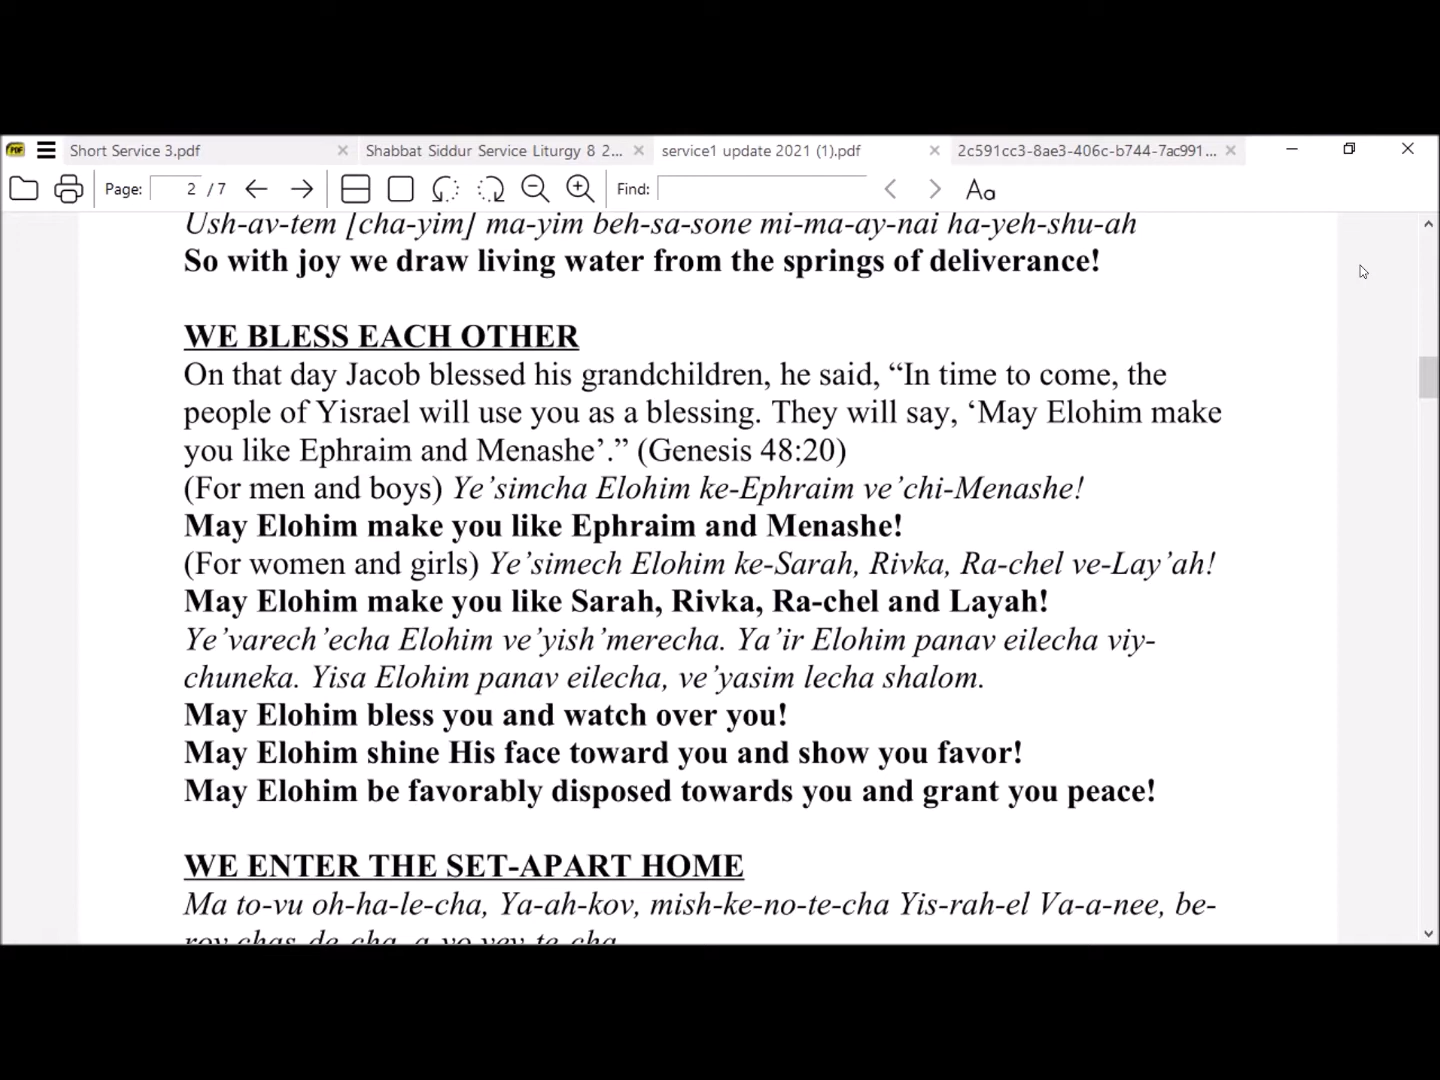 Short Service 3.pdf
Shabbat Siddur Service Liturgy 8 2...
service1 update 2021 (1).pdf
2c591cc3-8ae3-406c-b744-7ac991...
Page: 2 / 7
Find:
Aa
Ush-av-tem [cha-yim] ma-yim beh-sa-sone mi-ma-ay-nai ha-yeh-shu-ah
So with joy we draw living water from the springs of deliverance!
WE BLESS EACH OTHER
On that day Jacob blessed his grandchildren, he said, “In time to come, the
people of Yisrael will use you as a blessing. They will say, ‘May Elohim make
you like Ephraim and Menashe’.” (Genesis 48:20)
(For men and boys) Ye’simcha Elohim ke-Ephraim ve’chi-Menashe!
May Elohim make you like Ephraim and Menashe!
(For women and girls) Ye’simech Elohim ke-Sarah, Rivka, Ra-chel ve-Lay’ah!
May Elohim make you like Sarah, Rivka, Ra-chel and Layah!
Ye’varech’echa Elohim ve’yish’merecha. Ya’ir Elohim panav eilecha viy-
chuneka. Yisa Elohim panav eilecha, ve’yasim lecha shalom.
May Elohim bless you and watch over you!
May Elohim shine His face toward you and show you favor!
May Elohim be favorably disposed towards you and grant you peace!
WE ENTER THE SET-APART HOME
Ma to-vu oh-ha-le-cha, Ya-ah-kov, mish-ke-no-te-cha Yis-rah-el Va-a-nee, be-
rov chas-de-cha, a-vo vey-te-cha